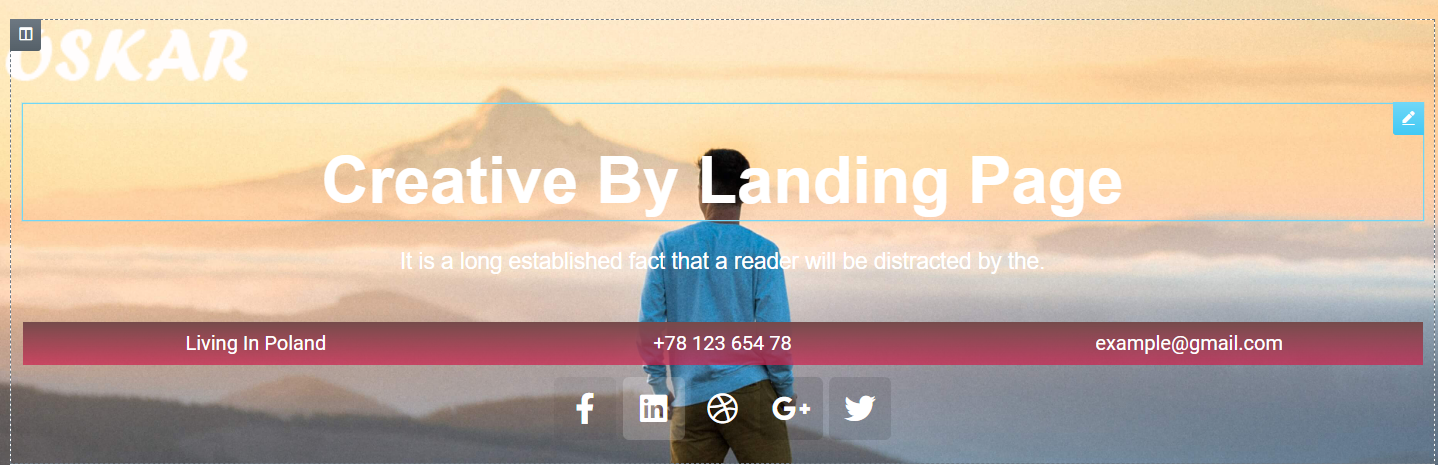 OSKAR
Creative By Landing Page
It is a long established fact that a reader will be distracted by the.
Living In Poland +78 123 654 78 example@gmail.com